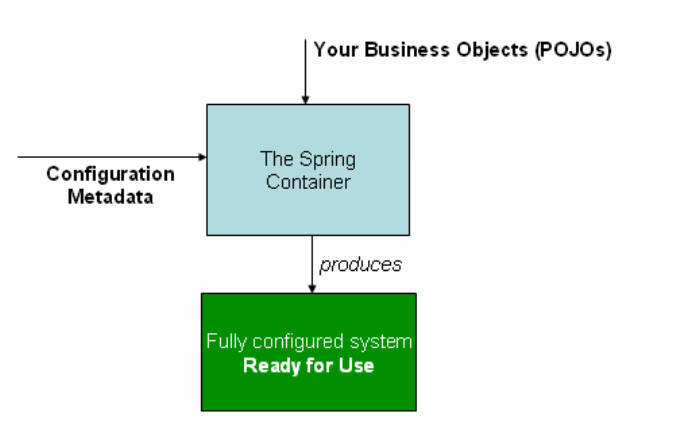 Your Business Objects (POJOs)
The Spring
Container
Configuration
Metadata
produces
Fully configured system
Ready for Use